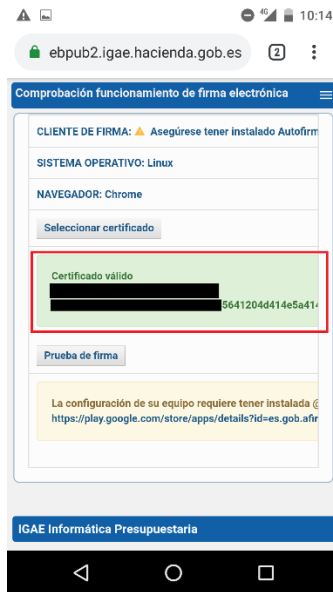 4G 10:14
ebpub2.igae.hacienda.gob.es 2
Comprobación funcionamiento de firma electrónica
CLIENTE DE FIRMA: Asegúrese tener instalado Autofirm
SISTEMA OPERATIVO: Linux
NAVEGADOR: Chrome
Seleccionar certificado
Certificado válido
5641204d414e5a414
Prueba de firma
La configuración de su equipo requiere tener instalada @
https://play.google.com/store/apps/details?id=es.gob.afir
IGAE Informática Presupuestaria